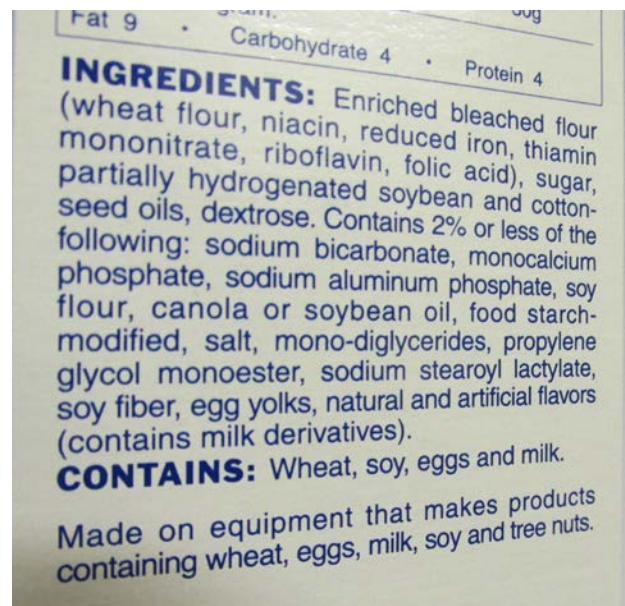 Fat 9 · Carbohydrate 4 · Protein 4
INGREDIENTS: Enriched bleached flour
(wheat flour, niacin, reduced iron, thiamin
mononitrate, riboflavin, folic acid), sugar,
partially hydrogenated soybean and cotton-
seed oils, dextrose. Contains 2% or less of the
following: sodium bicarbonate, monocalcium
phosphate, sodium aluminum phosphate, soy
flour, canola or soybean oil, food starch-
modified, salt, mono-diglycerides, propylene
glycol monoester, sodium stearoyl lactylate,
soy fiber, egg yolks, natural and artificial flavors
(contains milk derivatives).
CONTAINS: Wheat, soy, eggs and milk.
Made on equipment that makes products
containing wheat, eggs, milk, soy and tree nuts.